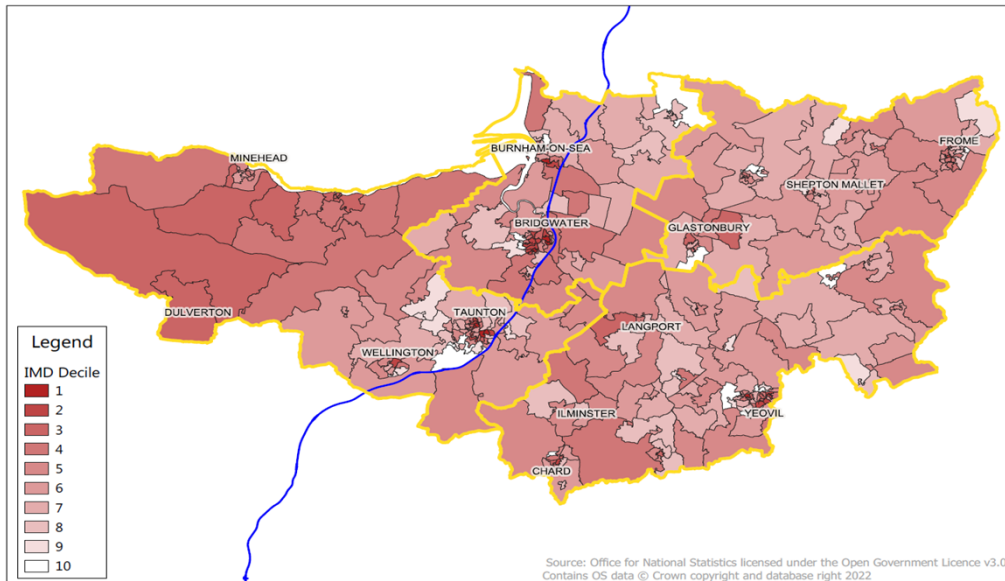 MINEHEAD
BURNHAM-ON-SEA
FROME
SHEPTON MALLET
BRIDGWATER
GLASTONBURY
DULVERTON
TAUNTON
LANGPORT
WELLINGTON
ILMINSTER
YEOVIL
CHARD
Legend
IMD Decile
1
2
3
4
5
6
7
8
9
10
Source: Office for National Statistics licensed under the Open Government Licence v3.0
Contains OS data © Crown copyright and database right 2022